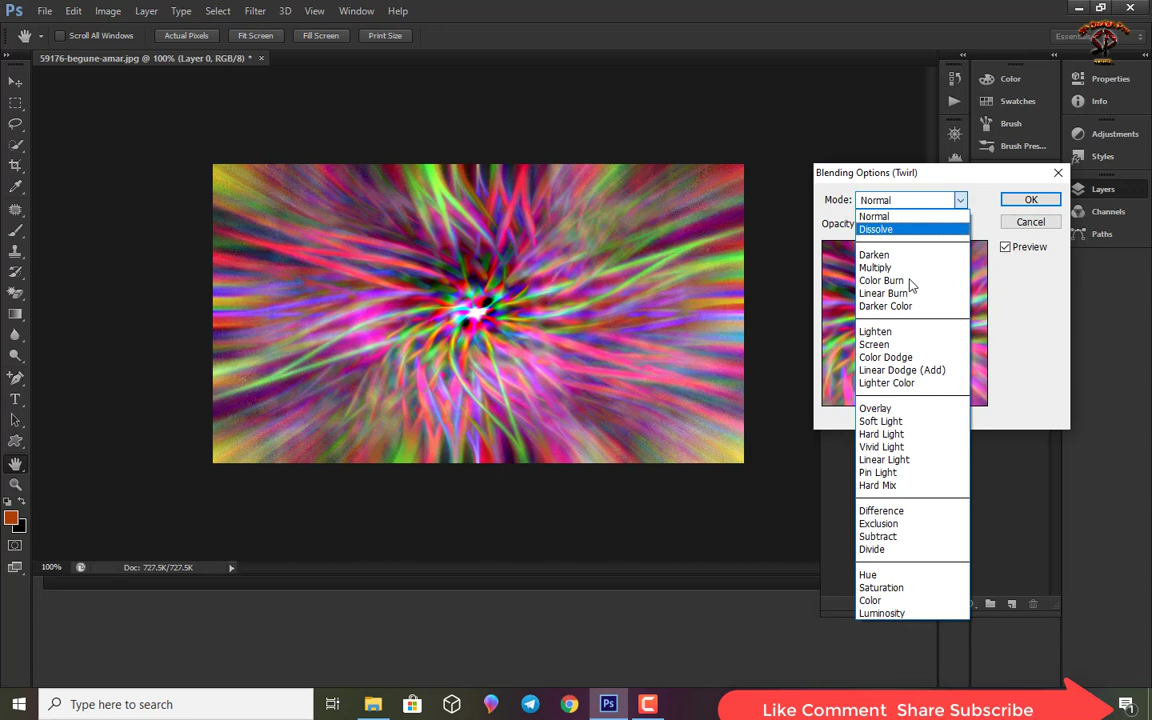 Ps File Edit Image Layer Type Select Filter 3D View Window Help
Scroll All Windows Actual Pixels Fit Screen Fill Screen Print Size
59176-begune-amar.jpg @ 100% (Layer 0, RGB/8) *
Color
Swatches
Brush
Brush Pres...
Properties
Info
Adjustments
Styles
Layers
Channels
Paths
Blending Options (Twirl)
Mode: Normal
OK
Opacity
Cancel
Preview
Normal
Dissolve
Darken
Multiply
Color Burn
Linear Burn
Darker Color
Lighten
Screen
Color Dodge
Linear Dodge (Add)
Lighter Color
Overlay
Soft Light
Hard Light
Vivid Light
Linear Light
Pin Light
Hard Mix
Difference
Exclusion
Subtract
Divide
Hue
Saturation
Color
Luminosity
100% Doc: 727.5K/727.5K
Type here to search
Ps
Like Comment Share Subscribe
1